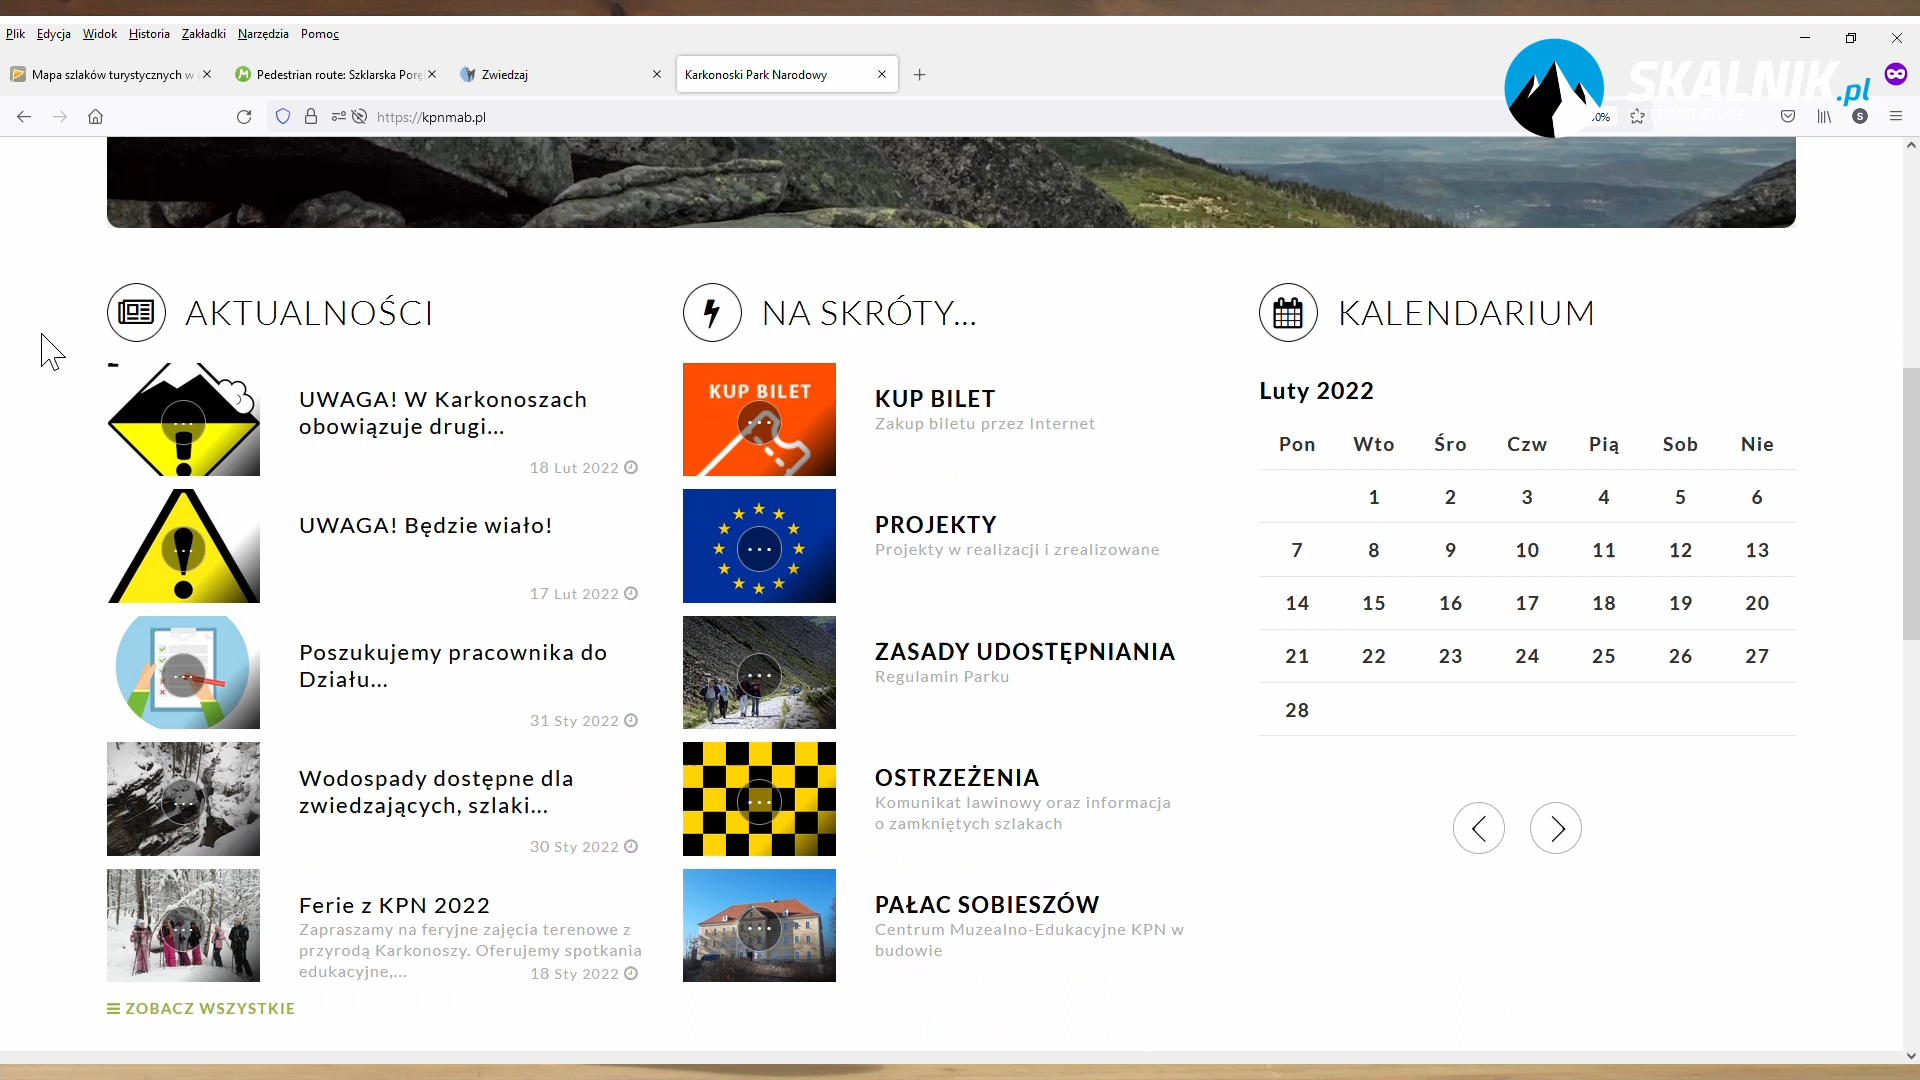 Plik Edycja Widok Historia Zakładki Narzędzia Pomoc
Mapa szlaków turystycznych w
Pedestrian route: Szklarska Porę
Zwiedzaj
Karkonoski Park Narodowy
SKALNIK.pl
https://kpnmab.pl
AKTUALNOŚCI
UWAGA! W Karkonoszach
obowiązuje drugi...
18 Lut 2022
UWAGA! Będzie wiało!
17 Lut 2022
Poszukujemy pracownika do
Działu...
31 Sty 2022
Wodospady dostępne dla
zwiedzających, szlaki...
30 Sty 2022
Ferie z KPN 2022
Zapraszamy na feryjne zajęcia terenowe z
przyrodą Karkonoszy. Oferujemy spotkania
edukacyjne,...
18 Sty 2022
ZOBACZ WSZYSTKIE
NA SKRÓTY...
KUP BILET
KUP BILET
Zakup biletu przez Internet
PROJEKTY
Projekty w realizacji i zrealizowane
ZASADY UDOSTĘPNIANIA
Regulamin Parku
OSTRZEŻENIA
Komunikat lawinowy oraz informacja
o zamkniętych szlakach
PAŁAC SOBIESZÓW
Centrum Muzealno-Edukacyjne KPN w
budowie
KALENDARIUM
Luty 2022
Pon Wto Śro Czw Pią Sob Nie
1 2 3 4 5 6
7 8 9 10 11 12 13
14 15 16 17 18 19 20
21 22 23 24 25 26 27
28